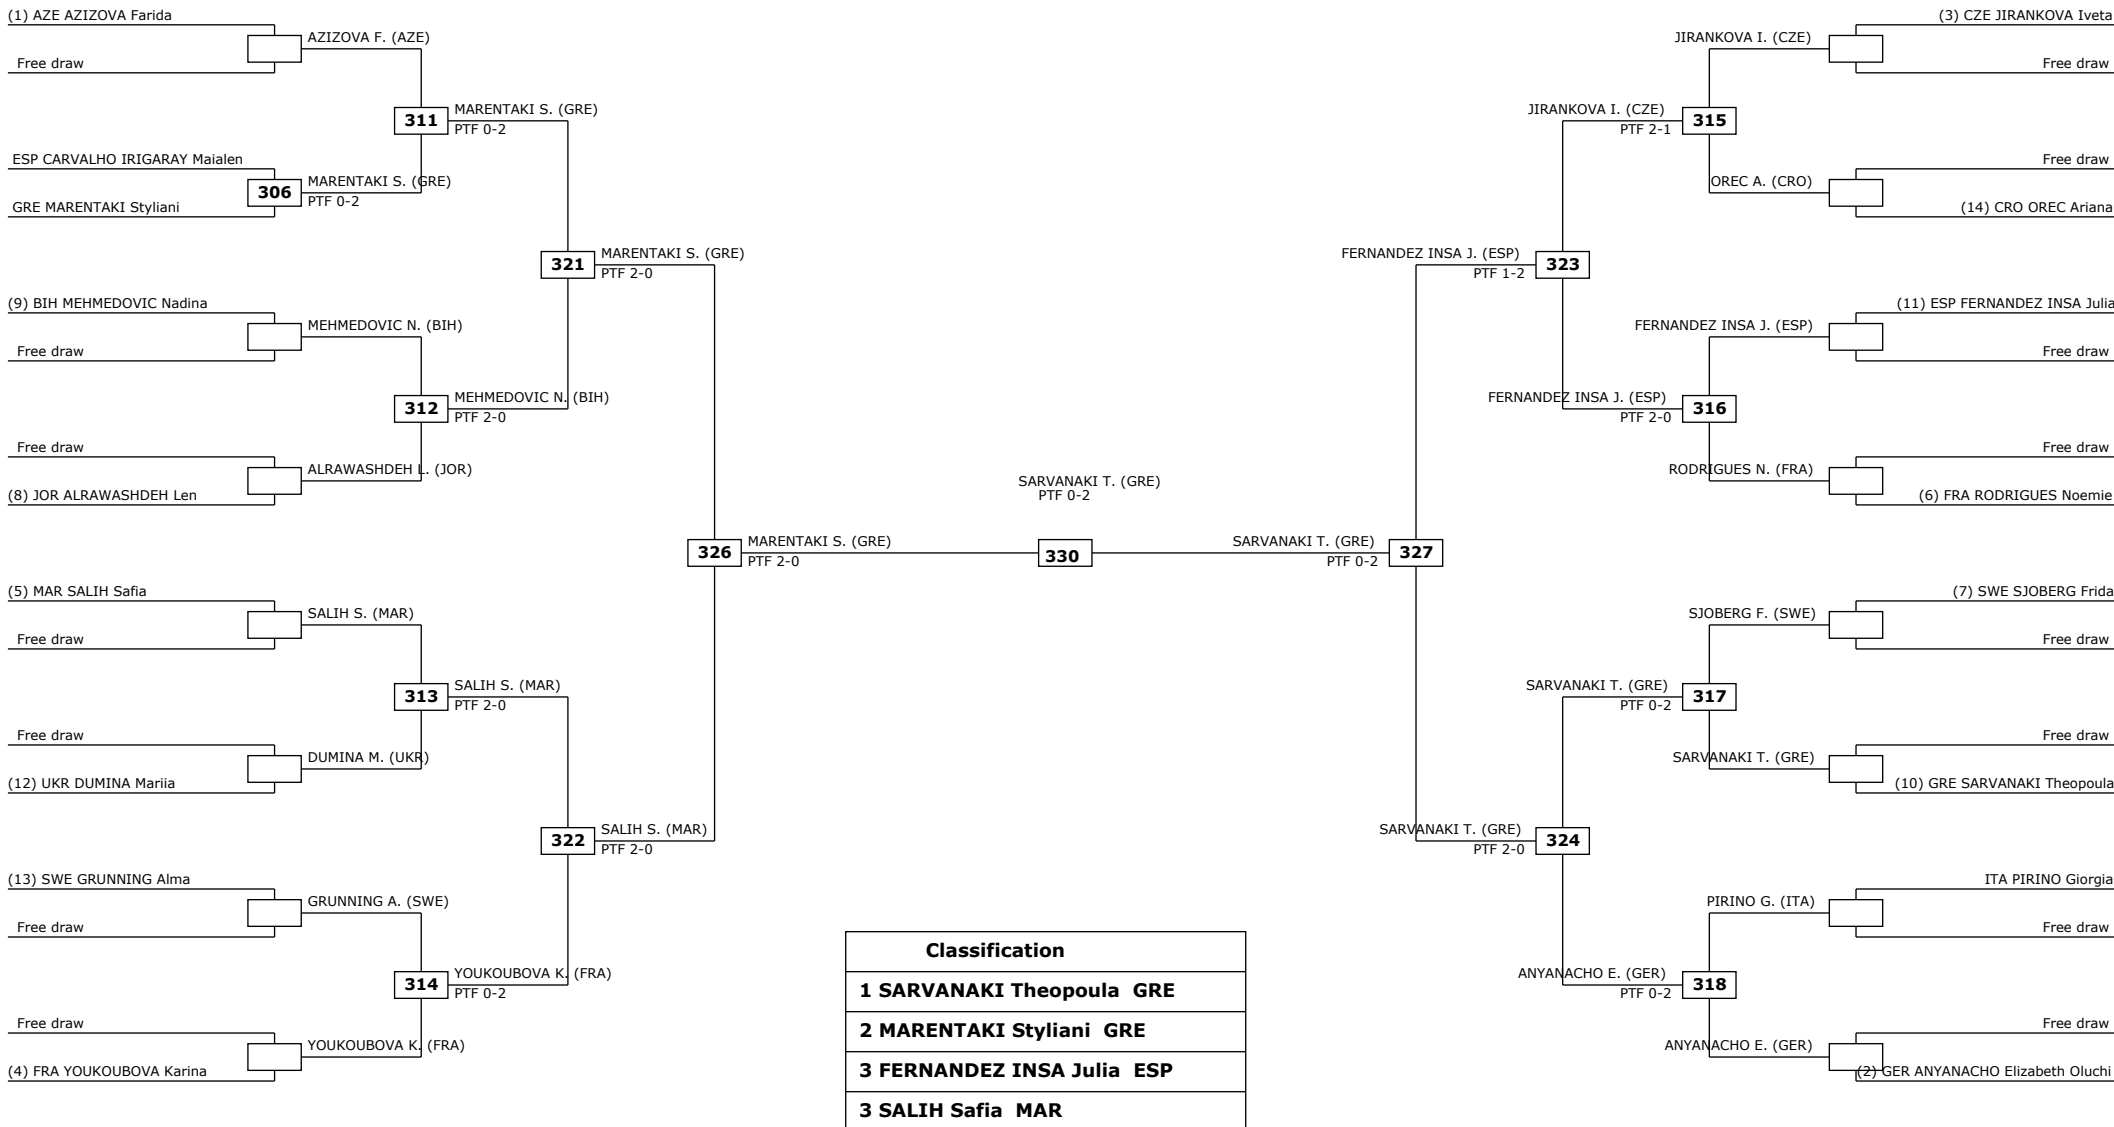 (1) AZE AZIZOVA Farida
AZIZOVA F. (AZE)
Free draw
311
MARENTAKI S. (GRE)
PTF 0-2
ESP CARVALHO IRIGARAY Maialen
306
MARENTAKI S. (GRE)
PTF 0-2
GRE MARENTAKI Styliani
321
MARENTAKI S. (GRE)
PTF 2-0
(9) BIH MEHMEDOVIC Nadina
MEHMEDOVIC N. (BIH)
Free draw
312
MEHMEDOVIC N. (BIH)
PTF 2-0
Free draw
ALRAWASHDEH L. (JOR)
(8) JOR ALRAWASHDEH Len
326
MARENTAKI S. (GRE)
PTF 2-0
(5) MAR SALIH Safia
SALIH S. (MAR)
Free draw
313
SALIH S. (MAR)
PTF 2-0
Free draw
DUMINA M. (UKR)
(12) UKR DUMINA Mariia
322
SALIH S. (MAR)
PTF 2-0
(13) SWE GRUNNING Alma
GRUNNING A. (SWE)
Free draw
314
YOUKOUBOVA K. (FRA)
PTF 0-2
Free draw
YOUKOUBOVA K. (FRA)
(4) FRA YOUKOUBOVA Karina
SARVANAKI T. (GRE)
PTF 0-2
330
(3) CZE JIRANKOVA Iveta
JIRANKOVA I. (CZE)
Free draw
JIRANKOVA I. (CZE)
PTF 2-1
315
Free draw
OREC A. (CRO)
(14) CRO OREC Ariana
FERNANDEZ INSA J. (ESP)
PTF 1-2
323
(11) ESP FERNANDEZ INSA Julia
FERNANDEZ INSA J. (ESP)
Free draw
FERNANDEZ INSA J. (ESP)
PTF 2-0
316
Free draw
RODRIGUES N. (FRA)
(6) FRA RODRIGUES Noemie
SARVANAKI T. (GRE)
PTF 0-2
327
(7) SWE SJOBERG Frida
SJOBERG F. (SWE)
Free draw
SARVANAKI T. (GRE)
PTF 0-2
317
Free draw
SARVANAKI T. (GRE)
(10) GRE SARVANAKI Theopoula
SARVANAKI T. (GRE)
PTF 2-0
324
ITA PIRINO Giorgia
PIRINO G. (ITA)
Free draw
ANYANACHO E. (GER)
PTF 0-2
318
Free draw
ANYANACHO E. (GER)
(2) GER ANYANACHO Elizabeth Oluchi
Classification
1 SARVANAKI Theopoula GRE
2 MARENTAKI Styliani GRE
3 FERNANDEZ INSA Julia ESP
3 SALIH Safia MAR